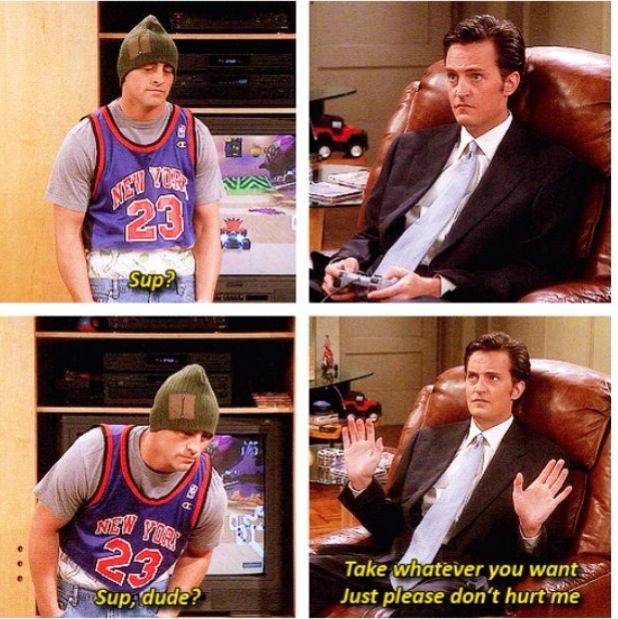 NEW YORK
23
Sup?
NEW YORK
23
Sup, dude?
Take whatever you want
Just please don't hurt me